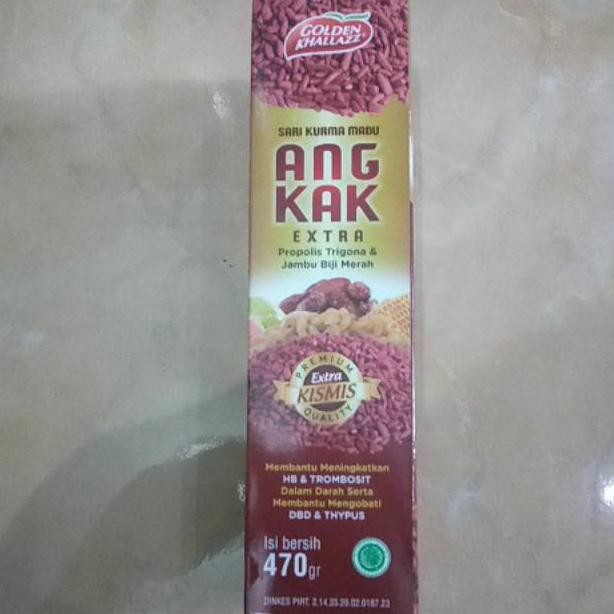 GOLDEN
KHALLAZZ
SARI KURMA MADU
ANG
KAK
EXTRA
Propolis Trigona &
Jambu Biji Merah
PREMIUM
Extra
KISMIS
QUALITY
Membantu Meningkatkan
HB & TROMBOSIT
Dalam Darah Serta
Membantu Mengobati
DBD & THYPUS
Isi bersih
470gr
DINKES PIRT. 2.14.35.26.02.0187.23